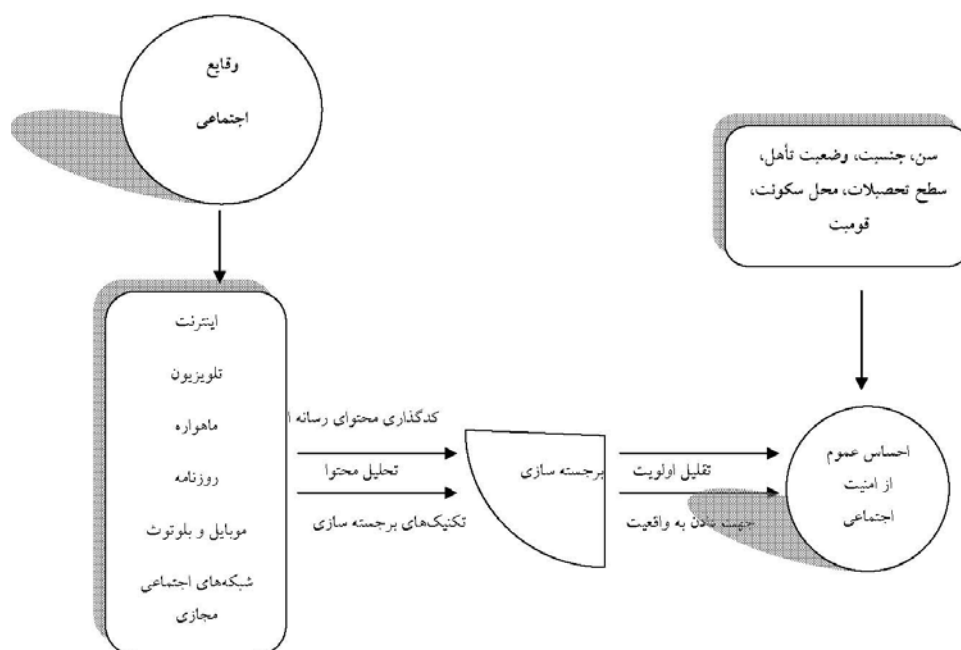 وقایع
اجتماعی
سن، جنسیت، وضعیت تأهل،
سطح تحصیلات، محل سکونت،
قومیت
اینترنت
تلویزیون
ماهواره
روزنامه
موبایل و بلوتوث
شبکه‌های اجتماعی
مجازی
کدگذاری محتوای رسانه ا
تحلیل محتوا
تکنیک‌های برجسته سازی
برجسته سازی
تقلیل اولویت
جهت دادن به واقعیت
احساس عموم
از امنیت
اجتماعی